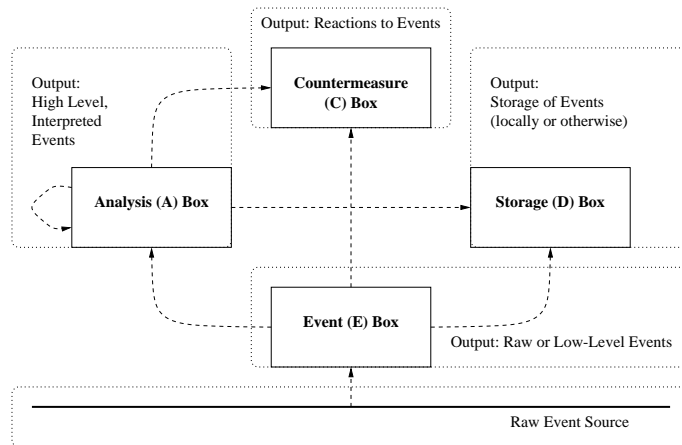 Output: Reactions to Events
Output:
High Level,
Interpreted
Events
Countermeasure
(C) Box
Output:
Storage of Events
(locally or otherwise)
Analysis (A) Box
Storage (D) Box
Event (E) Box
Output: Raw or Low-Level Events
Raw Event Source